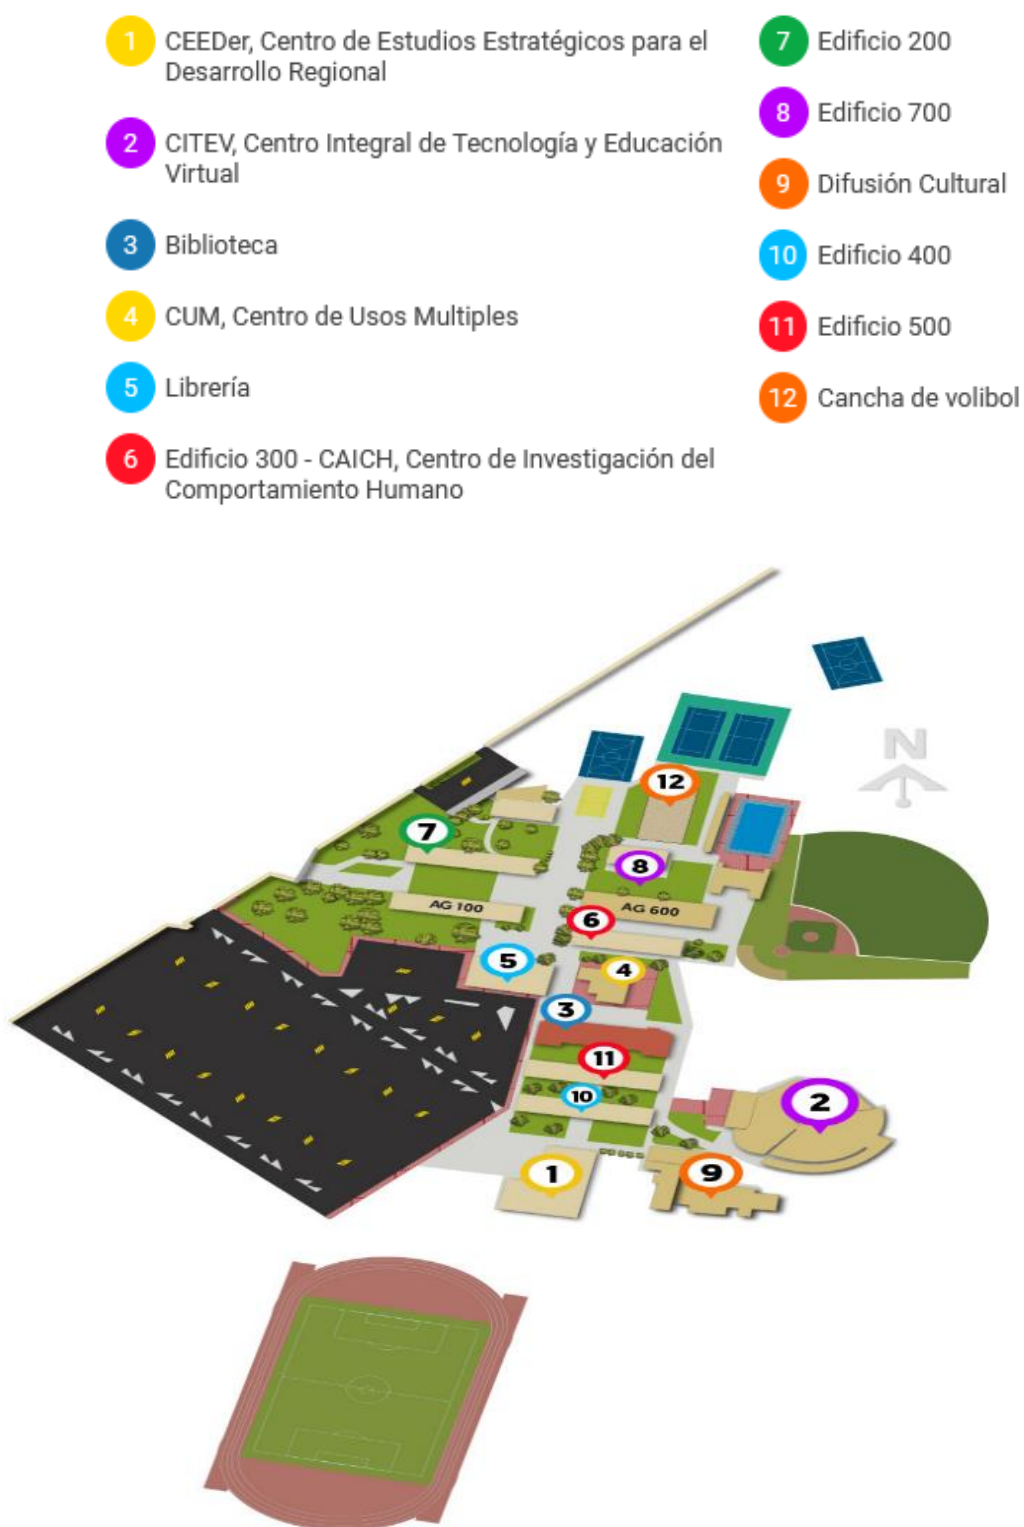 1 CEEDer, Centro de Estudios Estratégicos para el
Desarrollo Regional
2 CITEV, Centro Integral de Tecnología y Educación
Virtual
3 Biblioteca
4 CUM, Centro de Usos Multiples
5 Librería
6 Edificio 300 - CAICH, Centro de Investigación del
Comportamiento Humano
7 Edificio 200
8 Edificio 700
9 Difusión Cultural
10 Edificio 400
11 Edificio 500
12 Cancha de volibol
N
12
7
8
AG 100
AG 600
6
5
4
3
11
10
2
1
9